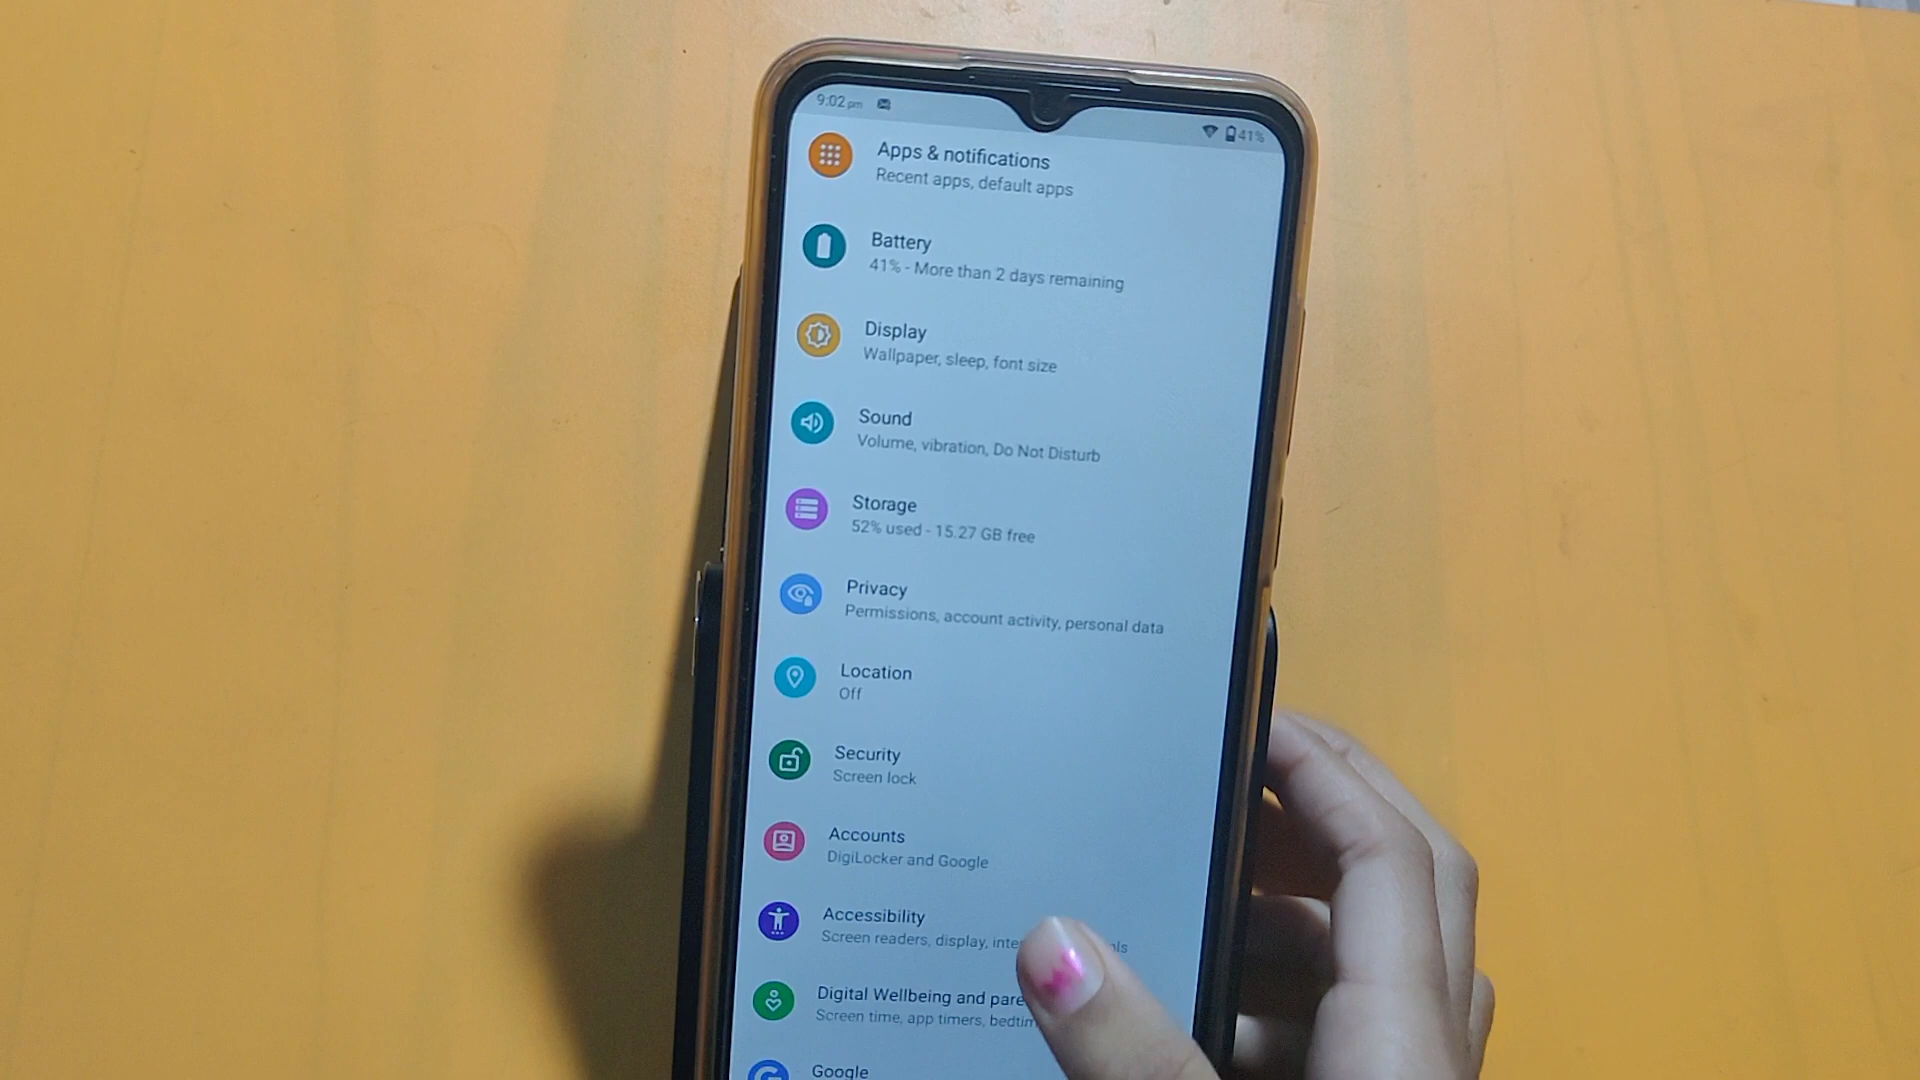 9:02 pm
41%
Apps & notifications
Recent apps, default apps
Battery
41% - More than 2 days remaining
Display
Wallpaper, sleep, font size
Sound
Volume, vibration, Do Not Disturb
Storage
52% used - 15.27 GB free
Privacy
Permissions, account activity, personal data
Location
Off
Security
Screen lock
Accounts
DigiLocker and Google
Accessibility
Screen readers, display,
Digital Wellbeing and
Screen time, app timers,
Google